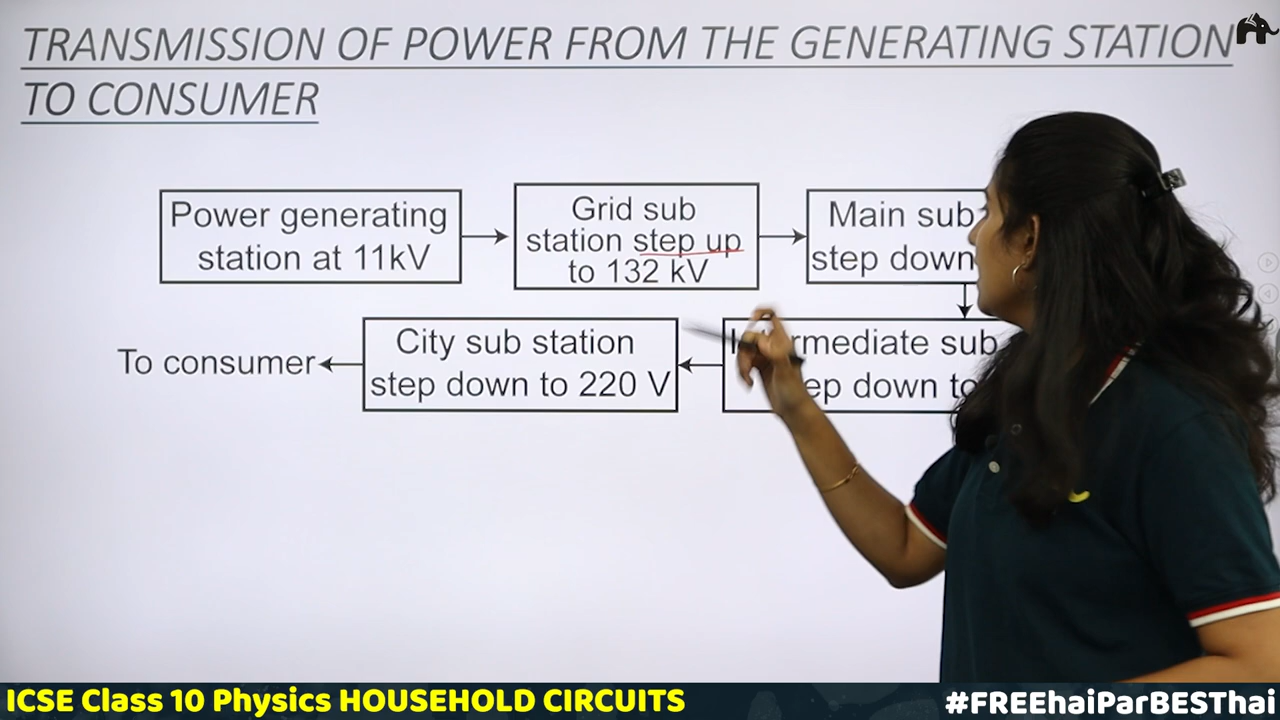 TRANSMISSION OF POWER FROM THE GENERATING STATION
TO CONSUMER
Power generating
station at 11kV
Grid sub
station step up
to 132 kV
Main sub
step down
To consumer
City sub station
step down to 220 V
sub
down to
ICSE Class 10 Physics HOUSEHOLD CIRCUITS
#FREEhaiParBESThai